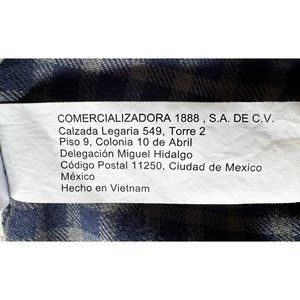 COMERCIALIZADORA 1888 , S.A. DE C.V.
Calzada Legaria 549, Torre 2
Piso 9, Colonia 10 de Abril
Delegación Miguel Hidalgo
Código Postal 11250, Ciudad de Mexico
México
Hecho en Vietnam